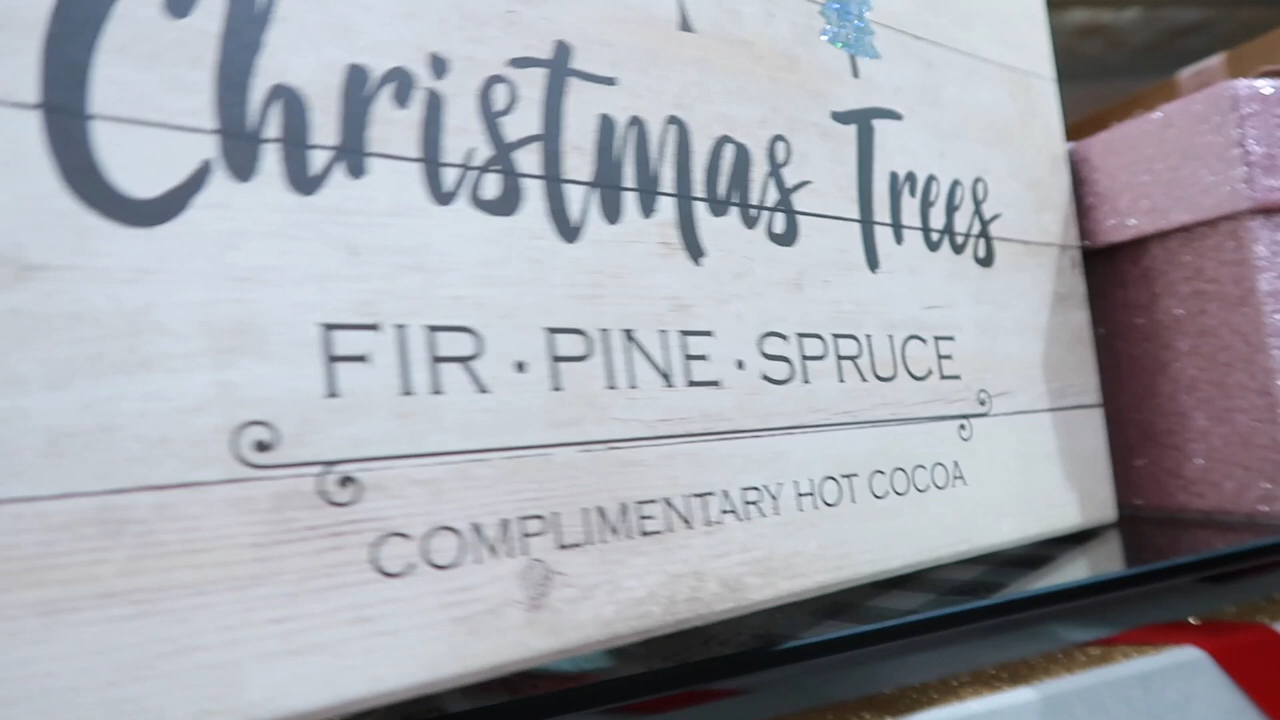 Christmas Trees
FIR · PINE · SPRUCE
COMPLIMENTARY HOT COCOA